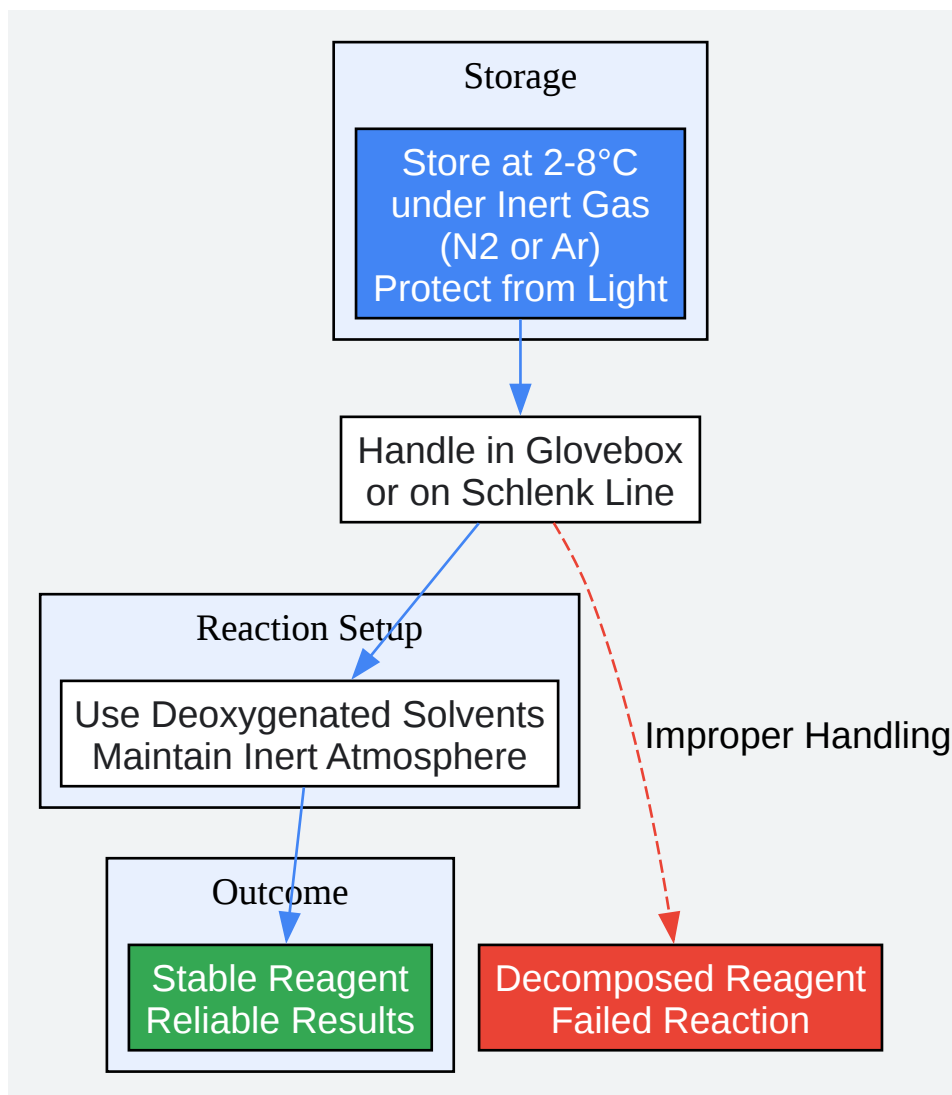 Storage
Store at 2-8°C
under Inert Gas
(N2 or Ar)
Protect from Light
Handle in Glovebox
or on Schlenk Line
Reaction Setup
Use Deoxygenated Solvents
Maintain Inert Atmosphere
Improper Handling
Outcome
Stable Reagent
Reliable Results
Decomposed Reagent
Failed Reaction